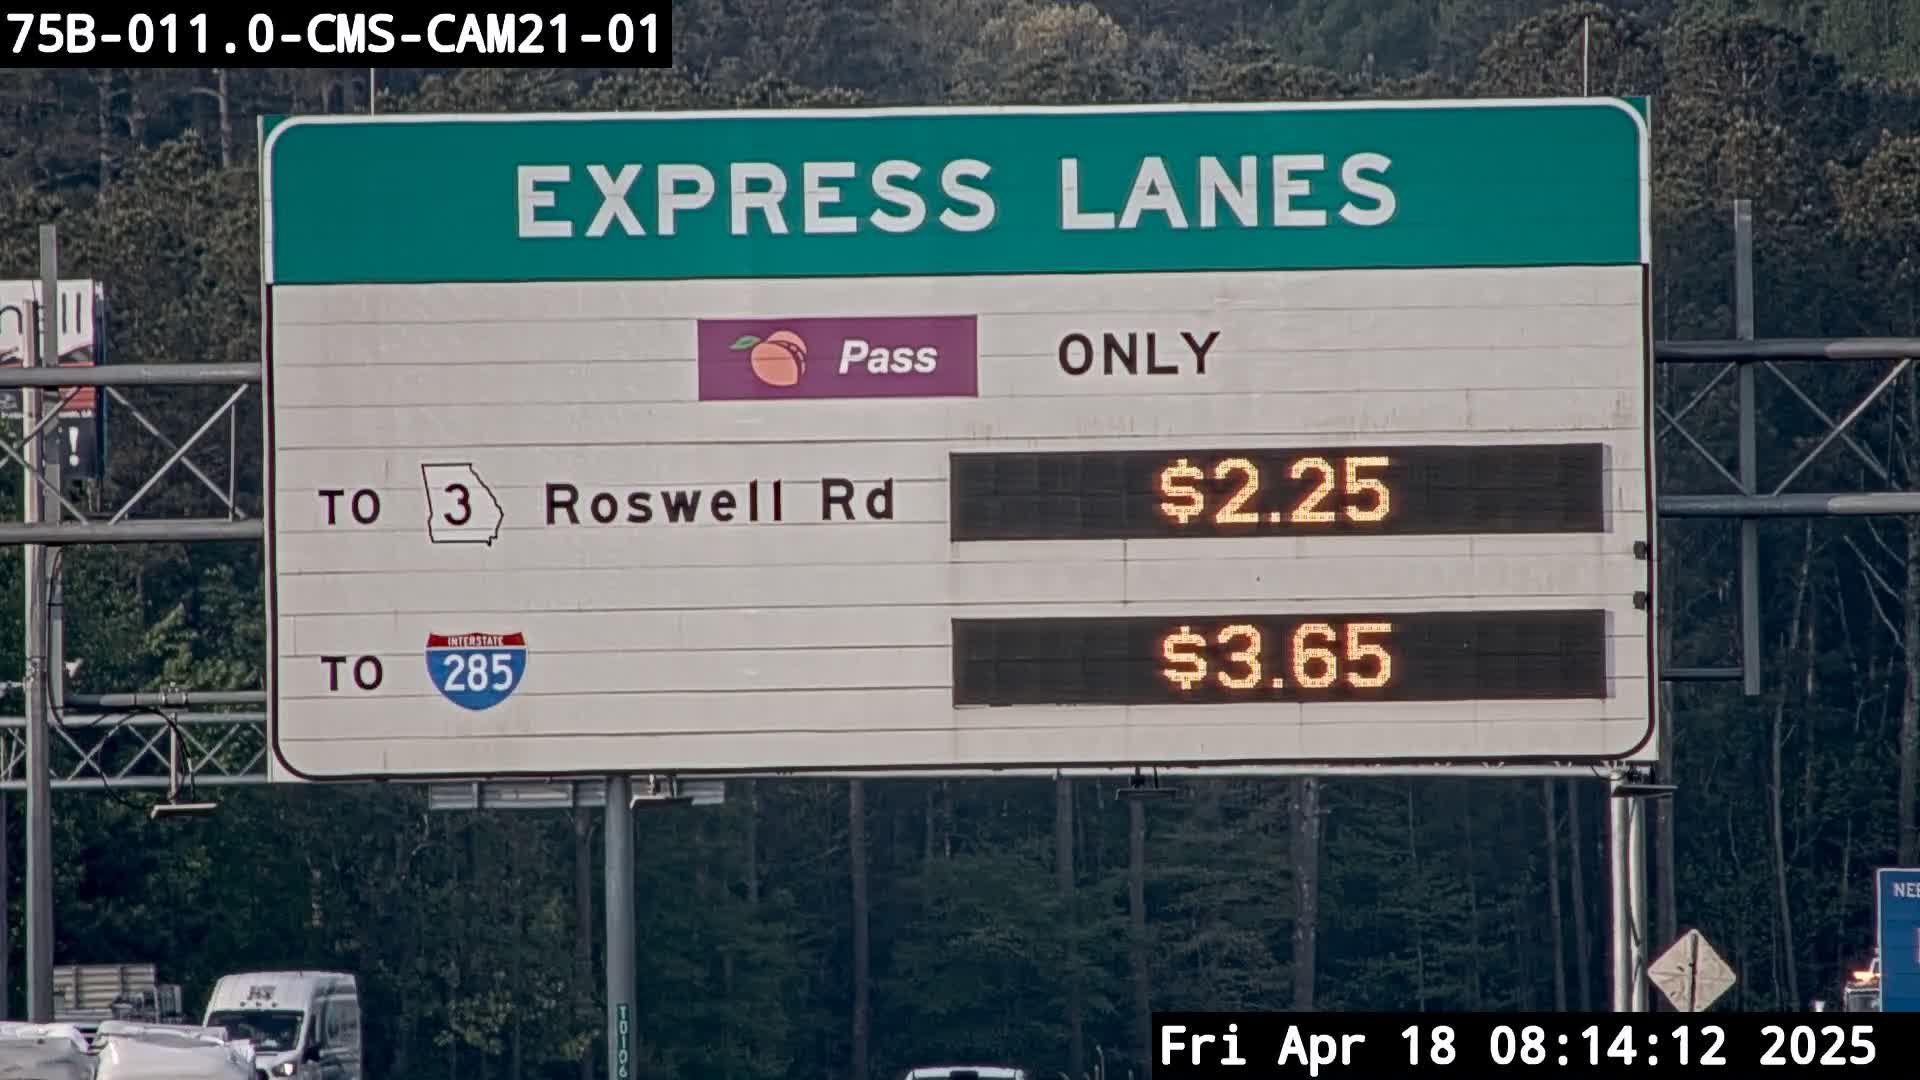 75B-011.0-CMS-CAM21-01
EXPRESS LANES
Pass ONLY
TO 3 Roswell Rd $2.25
TO INTERSTATE 285 $3.65
!
TO106
Fri Apr 18 08:14:12 2025